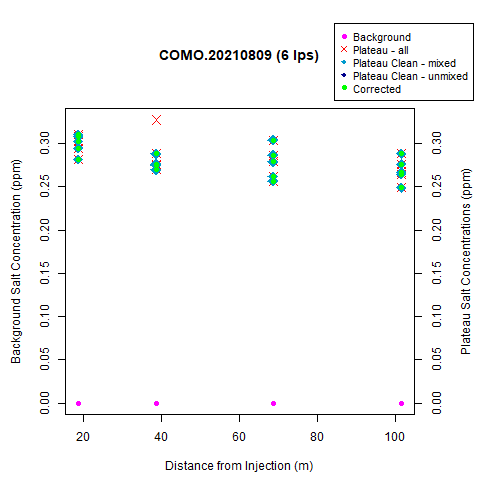 COMO.20210809 (6 lps)
Background
Plateau - all
Plateau Clean - mixed
Plateau Clean - unmixed
Corrected
Background Salt Concentration (ppm)
0.00 0.05 0.10 0.15 0.20 0.25 0.30
20 40 60 80 100
Distance from Injection (m)
0.00 0.05 0.10 0.15 0.20 0.25 0.30
Plateau Salt Concentrations (ppm)